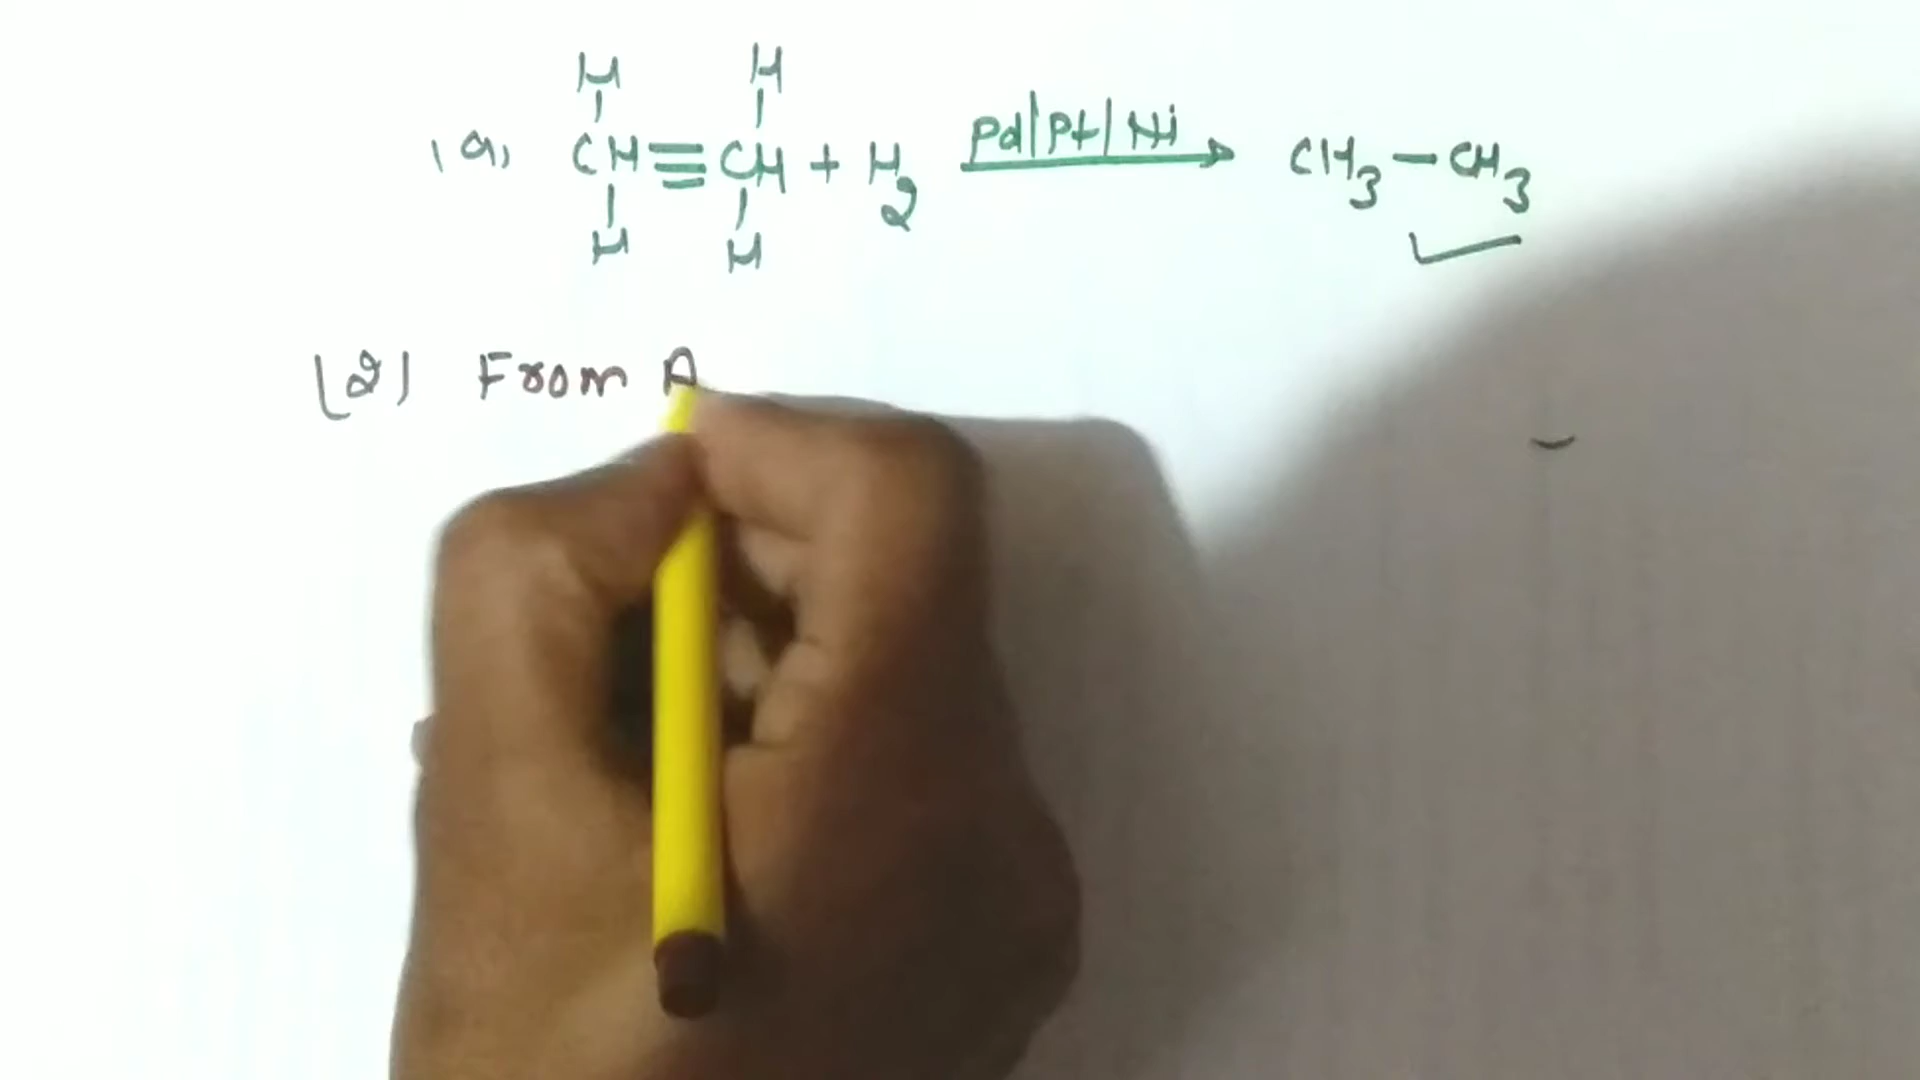 H H
(a) CH≡CH + H2 Pd|Pt|Ni → CH3 — CH3
H H
(2) From A